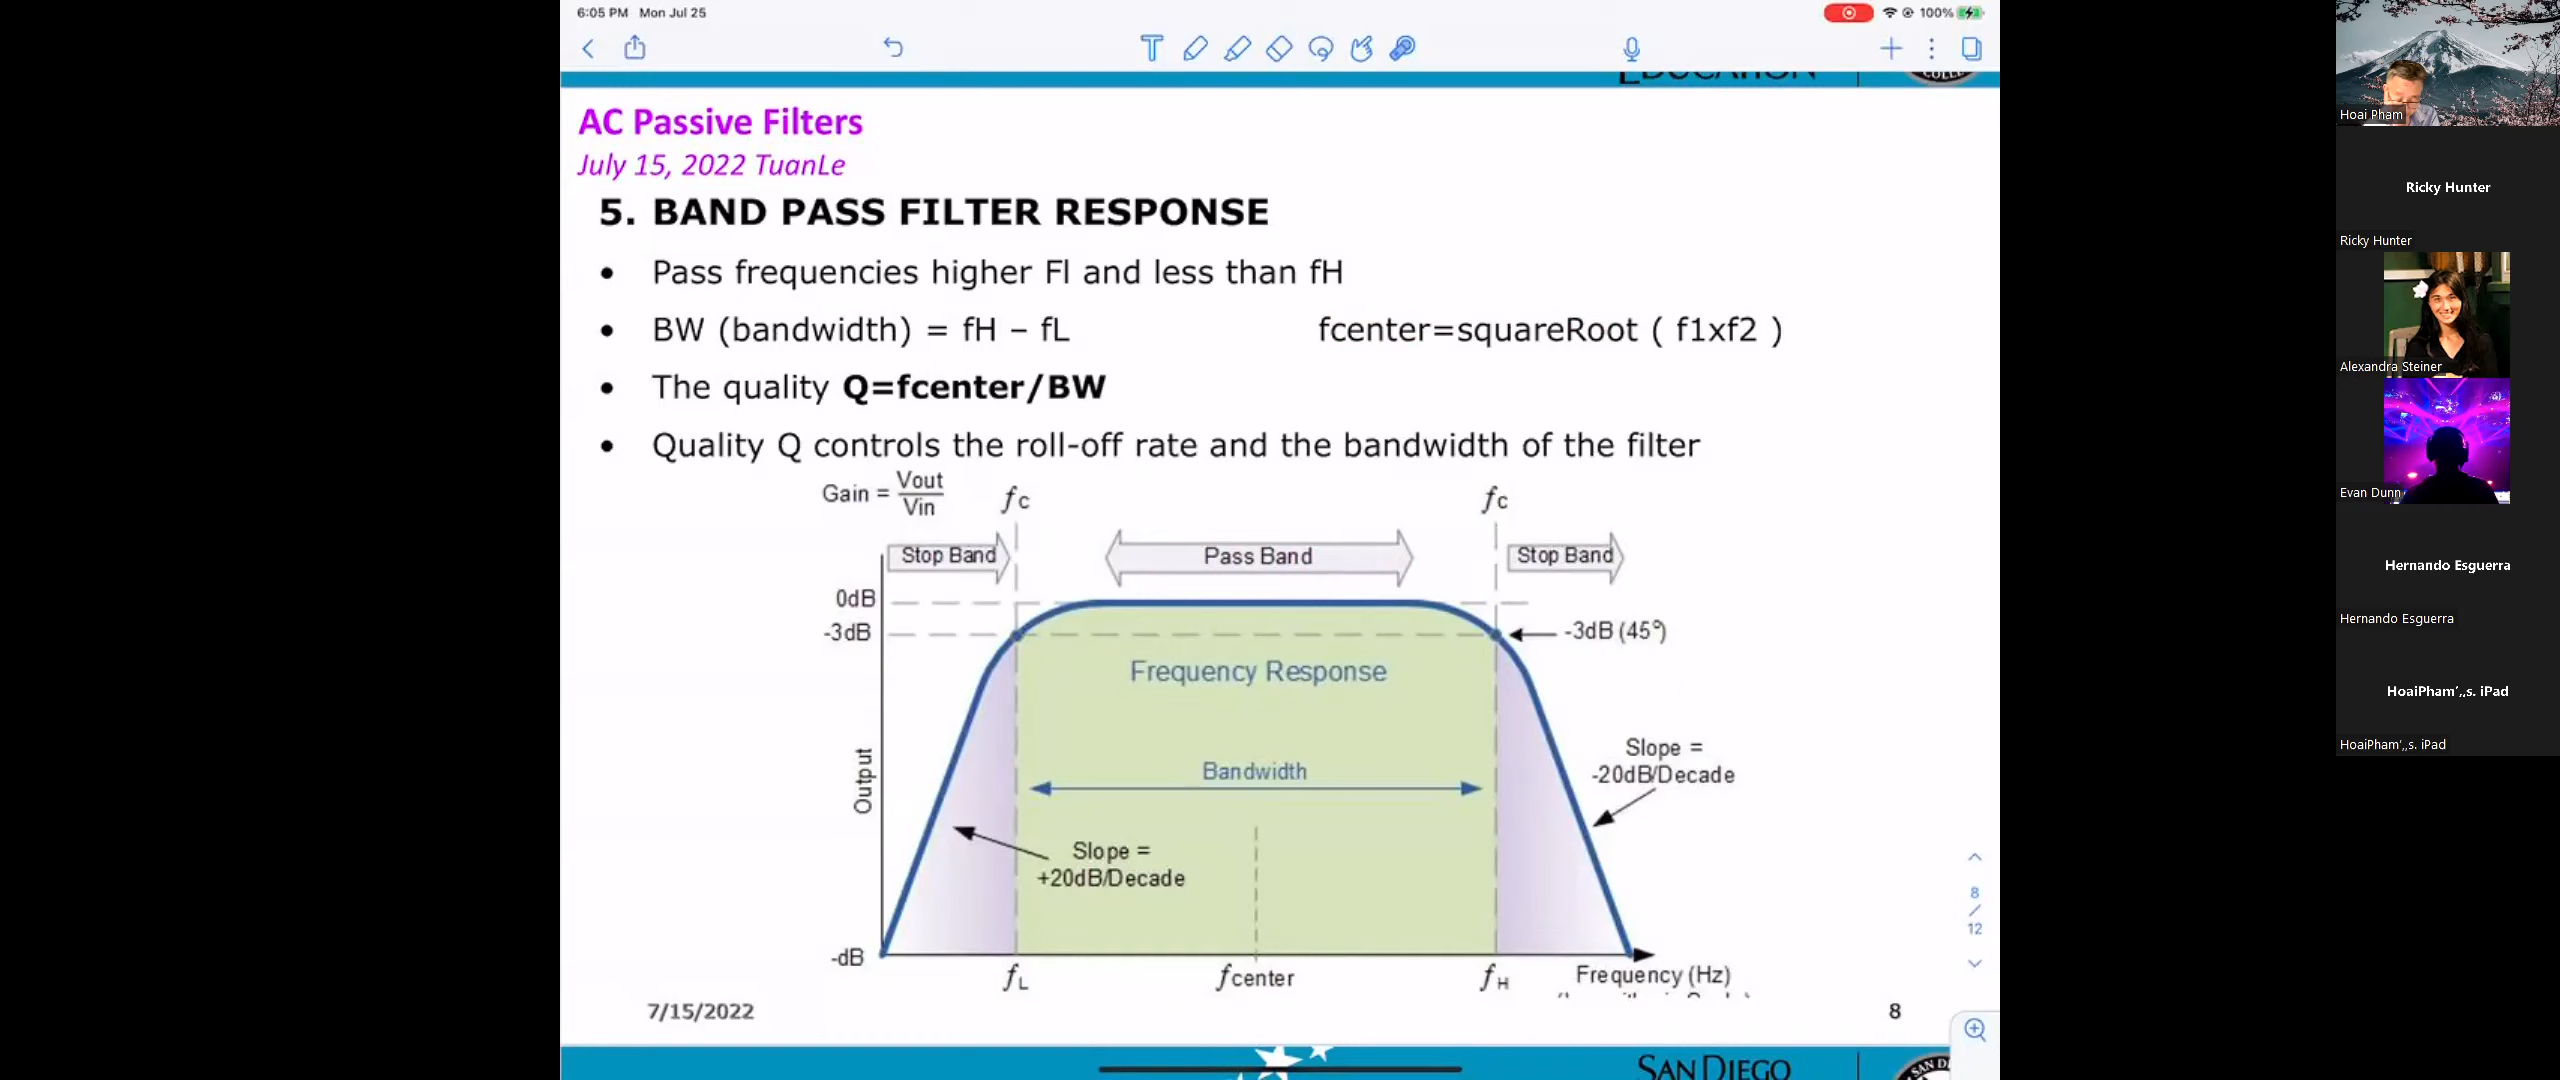 6:05 PM Mon Jul 25
100%
EDUCATION
COLLE
AC Passive Filters
July 15, 2022 TuanLe
5. BAND PASS FILTER RESPONSE
• Pass frequencies higher Fl and less than fH
• BW (bandwidth) = fH – fL fcenter=squareRoot ( f1xf2 )
• The quality Q=fcenter/BW
• Quality Q controls the roll-off rate and the bandwidth of the filter
Gain = Vout/Vin
fc
fc
Stop Band
Pass Band
Stop Band
0dB
-3dB
-3dB (45°)
Frequency Response
Output
Bandwidth
Slope =
-20dB/Decade
Slope =
+20dB/Decade
-dB
fL
fcenter
fH
Frequency (Hz)
8
/
12
7/15/2022
8
SAN DIEGO
SAN D
Hoai Pham
Ricky Hunter
Ricky Hunter
Alexandra Steiner
Evan Dunn
Hernando Esguerra
Hernando Esguerra
HoaiPham’,,s. iPad
HoaiPham’,,s. iPad